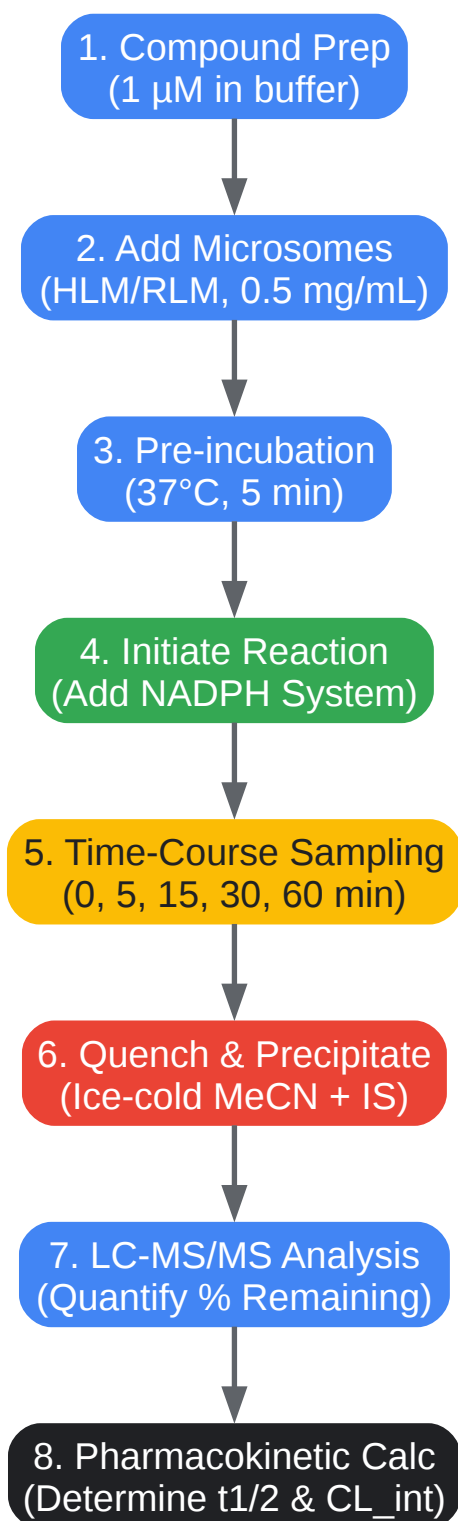 1. Compound Prep
(1 µM in buffer)
2. Add Microsomes
(HLM/RLM, 0.5 mg/mL)
3. Pre-incubation
(37°C, 5 min)
4. Initiate Reaction
(Add NADPH System)
5. Time-Course Sampling
(0, 5, 15, 30, 60 min)
6. Quench & Precipitate
(Ice-cold MeCN + IS)
7. LC-MS/MS Analysis
(Quantify % Remaining)
8. Pharmacokinetic Calc
(Determine t1/2 & CL_int)